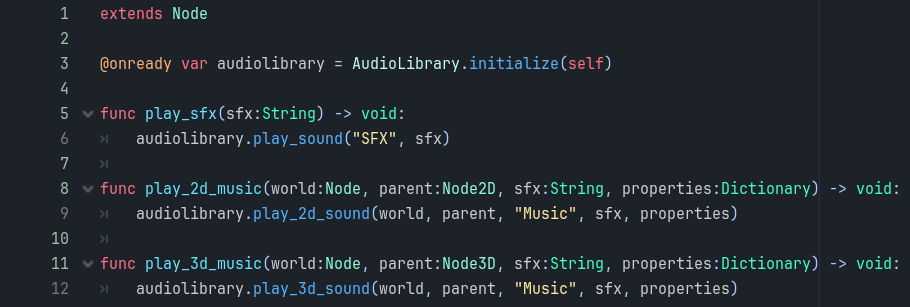 1 extends Node
2
3 @onready var audiolibrary = AudioLibrary.initialize(self)
4
5 func play_sfx(sfx:String) -> void:
6 audiolibrary.play_sound("SFX", sfx)
7
8 func play_2d_music(world:Node, parent:Node2D, sfx:String, properties:Dictionary) -> void:
9 audiolibrary.play_2d_sound(world, parent, "Music", sfx, properties)
10
11 func play_3d_music(world:Node, parent:Node3D, sfx:String, properties:Dictionary) -> void:
12 audiolibrary.play_3d_sound(world, parent, "Music", sfx, properties)